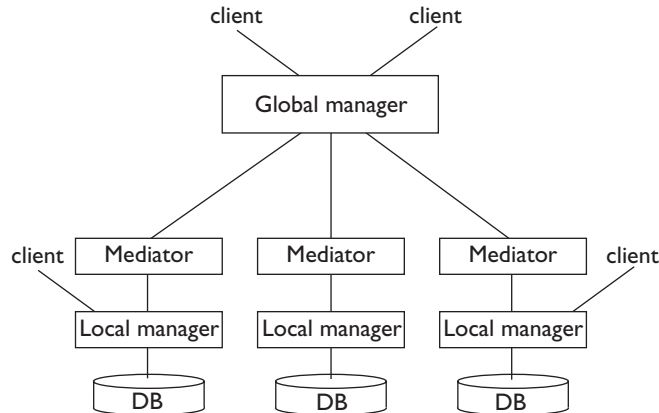 client
client
Global manager
client
Mediator
Mediator
Mediator
client
Local manager
Local manager
Local manager
DB
DB
DB